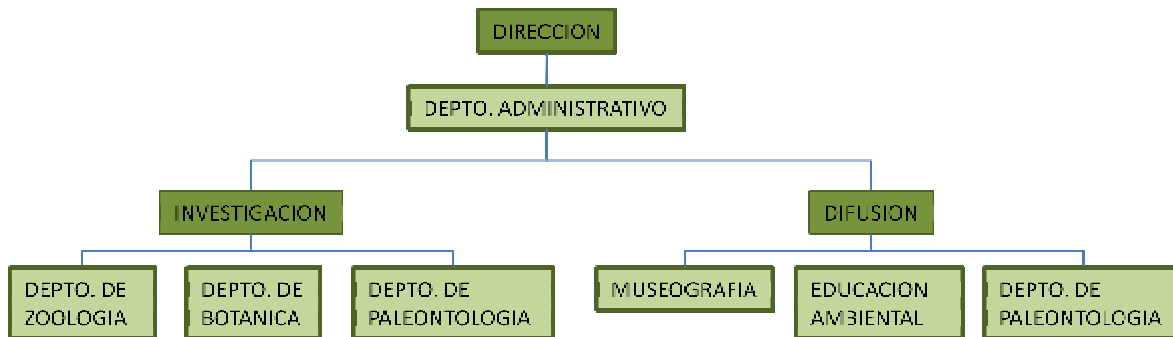 DIRECCION
DEPTO. ADMINISTRATIVO
INVESTIGACION
DIFUSION
DEPTO. DE
ZOOLOGIA
DEPTO. DE
BOTANICA
DEPTO. DE
PALEONTOLOGIA
MUSEOGRAFIA
EDUCACION
AMBIENTAL
DEPTO. DE
PALEONTOLOGIA